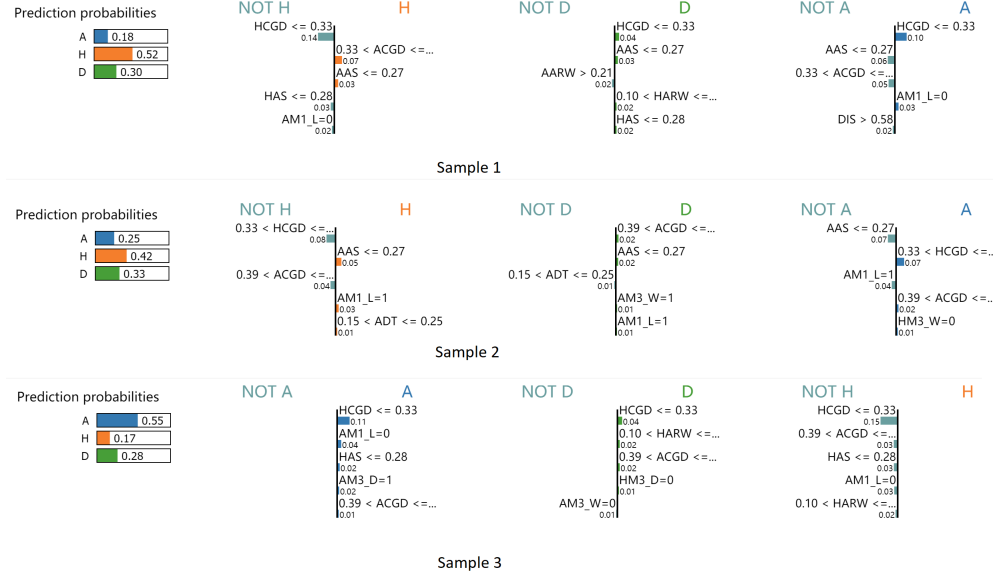 Prediction probabilities
A 0.18
H 0.52
D 0.30
NOT H H
HCGD <= 0.33
0.14
0.33 < ACGD <=...
0.07
AAS <= 0.27
0.03
HAS <= 0.28
0.03
AM1_L=0
0.02
NOT D D
HCGD <= 0.33
0.04
AAS <= 0.27
0.03
AARW > 0.21
0.02
0.10 < HARW <=...
0.02
HAS <= 0.28
0.02
NOT A A
HCGD <= 0.33
0.10
AAS <= 0.27
0.06
0.33 < ACGD <=...
0.05
AM1_L=0
0.03
DIS > 0.58
0.02
Sample 1
Prediction probabilities
A 0.25
H 0.42
D 0.33
NOT H H
0.33 < HCGD <=...
0.08
AAS <= 0.27
0.05
0.39 < ACGD <=...
0.04
AM1_L=1
0.03
0.15 < ADT <= 0.25
0.01
NOT D D
0.39 < ACGD <=...
0.02
AAS <= 0.27
0.02
0.15 < ADT <= 0.25
0.01
AM3_W=1
0.01
AM1_L=1
0.01
NOT A A
AAS <= 0.27
0.07
0.33 < HCGD <=..
0.07
AM1_L=1
0.04
0.39 < ACGD <=..
0.02
HM3_W=0
0.01
Sample 2
Prediction probabilities
A 0.55
H 0.17
D 0.28
NOT A A
HCGD <= 0.33
0.11
AM1_L=0
0.04
HAS <= 0.28
0.02
AM3_D=1
0.02
0.39 < ACGD <=...
0.01
NOT D D
HCGD <= 0.33
0.04
0.10 < HARW <=...
0.02
0.39 < ACGD <=...
0.02
HM3_D=0
0.01
AM3_W=0
0.01
NOT H H
HCGD <= 0.33
0.15
0.39 < ACGD <=...
0.03
HAS <= 0.28
0.03
AM1_L=0
0.03
0.10 < HARW <=...
0.02
Sample 3